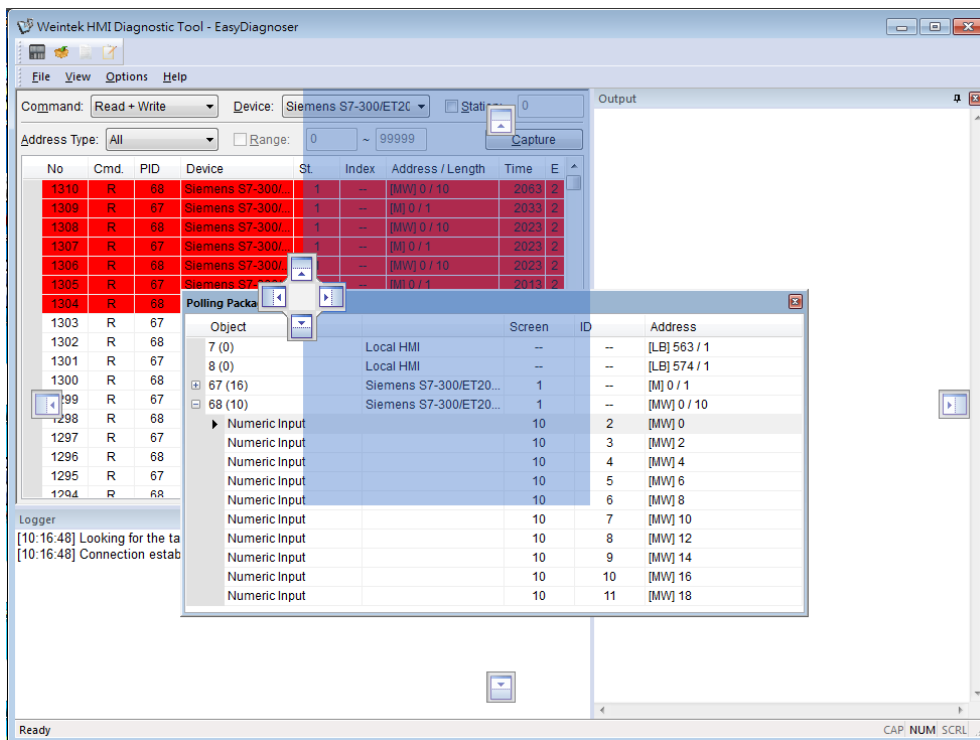 Weintek HMI Diagnostic Tool - EasyDiagnoser
File View Options Help
Command: Read + Write Device: Siemens S7-300/ET20 Station: 0
Address Type: All Range: 0 ~ 99999 Capture
No Cmd. PID Device St. Index Address / Length Time E
1310 R 68 Siemens S7-300/... 1 -- [MW] 0 / 10 2063 2
1309 R 67 Siemens S7-300/... 1 -- [M] 0 / 1 2033 2
1308 R 68 Siemens S7-300/... 1 -- [MW] 0 / 10 2023 2
1307 R 67 Siemens S7-300/... 1 -- [M] 0 / 1 2023 2
1306 R 68 Siemens S7-300/... -- [MW] 0 / 10 2023 2
1305 R 67 Siemens S7-300/... 1 -- [M] 0 / 1 2013 2
1304 R 68
1303 R 67
1302 R 68
1301 R 67
1300 R 68
1299 R 67
1298 R 68
1297 R 67
1296 R 68
1295 R 67
1294 R 68
Polling
Object Screen ID Address
7 (0) Local HMI -- -- [LB] 563 / 1
8 (0) Local HMI -- -- [LB] 574 / 1
67 (16) Siemens S7-300/ET20... 1 -- [M] 0 / 1
68 (10) Siemens S7-300/ET20... 1 -- [MW] 0 / 10
Numeric Input 10 2 [MW] 0
Numeric Input 10 3 [MW] 2
Numeric Input 10 4 [MW] 4
Numeric Input 10 5 [MW] 6
Numeric Input 10 6 [MW] 8
Numeric Input 10 7 [MW] 10
Numeric Input 10 8 [MW] 12
Numeric Input 10 9 [MW] 14
Numeric Input 10 10 [MW] 16
Numeric Input 10 11 [MW] 18
Logger
[10:16:48] Looking for the ta
[10:16:48] Connection estab
Output
Ready CAP NUM SCRL